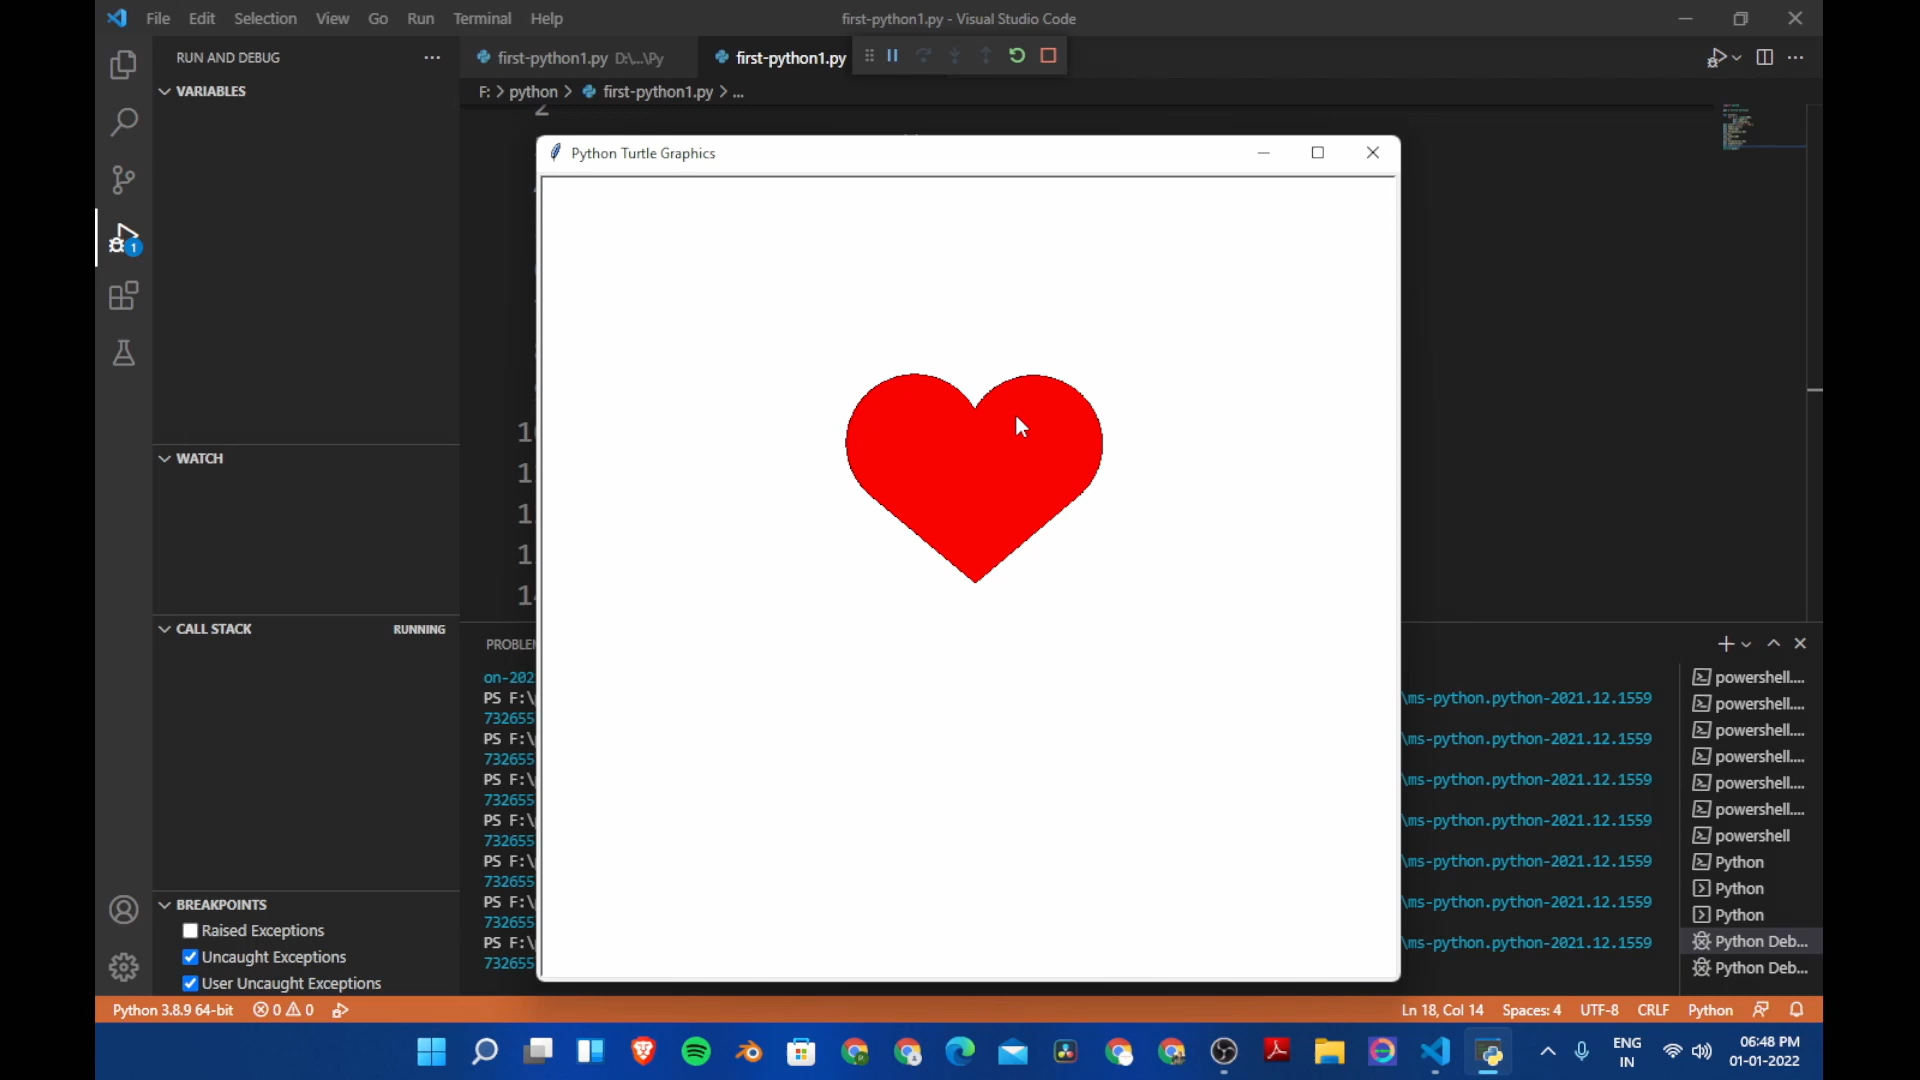 File Edit Selection View Go Run Terminal Help
first-python1.py - Visual Studio Code
RUN AND DEBUG
first-python1.py D:\...\Py
first-python1.py
VARIABLES
F: > python > first-python1.py > ...
2
Python Turtle Graphics
1
WATCH
CALL STACK
RUNNING
BREAKPOINTS
Raised Exceptions
Uncaught Exceptions
User Uncaught Exceptions
PROBLE
on-202
PS F:\ \ms-python.python-2021.12.1559
732655
PS F:\ \ms-python.python-2021.12.1559
732655
PS F:\ \ms-python.python-2021.12.1559
732655
PS F:\ \ms-python.python-2021.12.1559
732655
PS F:\ \ms-python.python-2021.12.1559
732655
PS F:\ \ms-python.python-2021.12.1559
732655
PS F:\ \ms-python.python-2021.12.1559
732655
powershell....
powershell....
powershell....
powershell....
powershell....
powershell....
powershell
Python
Python
Python
Python Deb...
Python Deb...
Python 3.8.9 64-bit 0 0
Ln 18, Col 14 Spaces: 4 UTF-8 CRLF Python
ENG
IN
06:48 PM
01-01-2022